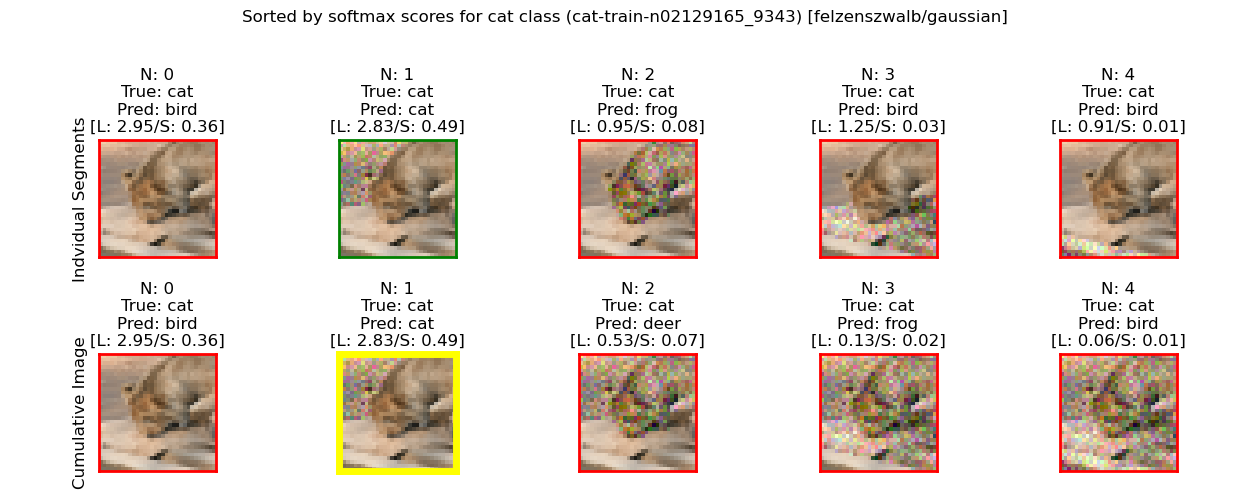 Sorted by softmax scores for cat class (cat-train-n02129165_9343) [felzenszwalb/gaussian]
Indvidual Segments
N: 0
True: cat
Pred: bird
[L: 2.95/S: 0.36]
N: 1
True: cat
Pred: cat
[L: 2.83/S: 0.49]
N: 2
True: cat
Pred: frog
[L: 0.95/S: 0.08]
N: 3
True: cat
Pred: bird
[L: 1.25/S: 0.03]
N: 4
True: cat
Pred: bird
[L: 0.91/S: 0.01]
Cumulative Image
N: 0
True: cat
Pred: bird
[L: 2.95/S: 0.36]
N: 1
True: cat
Pred: cat
[L: 2.83/S: 0.49]
N: 2
True: cat
Pred: deer
[L: 0.53/S: 0.07]
N: 3
True: cat
Pred: frog
[L: 0.13/S: 0.02]
N: 4
True: cat
Pred: bird
[L: 0.06/S: 0.01]